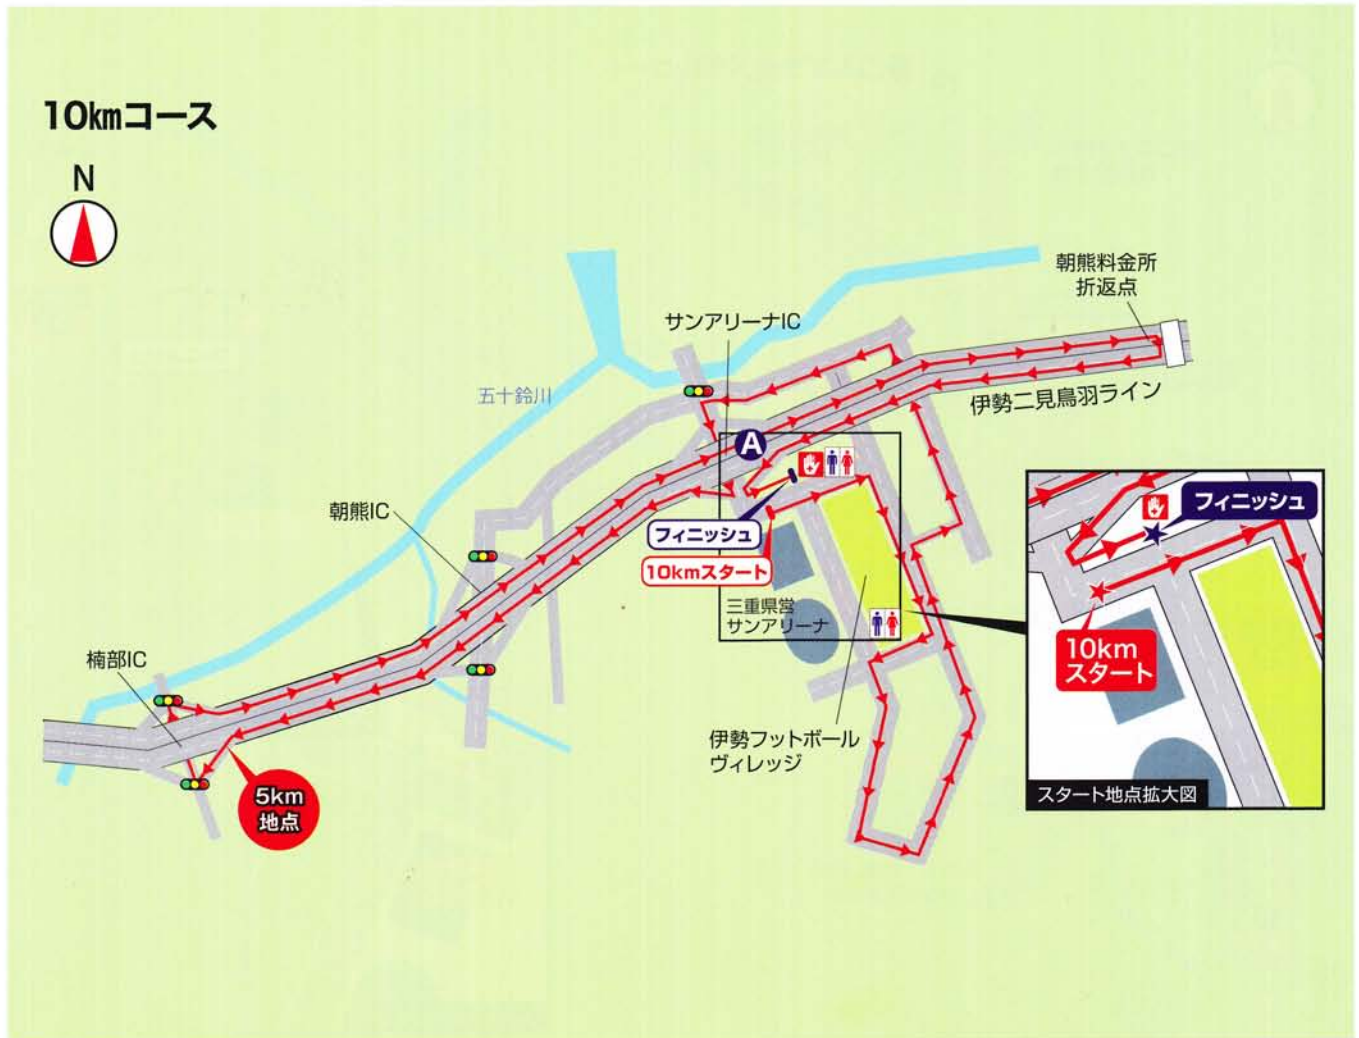 10kmコース
N
朝熊料金所
折返点
サンアリーナIC
五十鈴川
伊勢二見鳥羽ライン
A
朝熊IC
フィニッシュ
10kmスタート
三重県営
サンアリーナ
楠部IC
5km
地点
伊勢フットボール
ヴィレッジ
フィニッシュ
10km
スタート
スタート地点拡大図